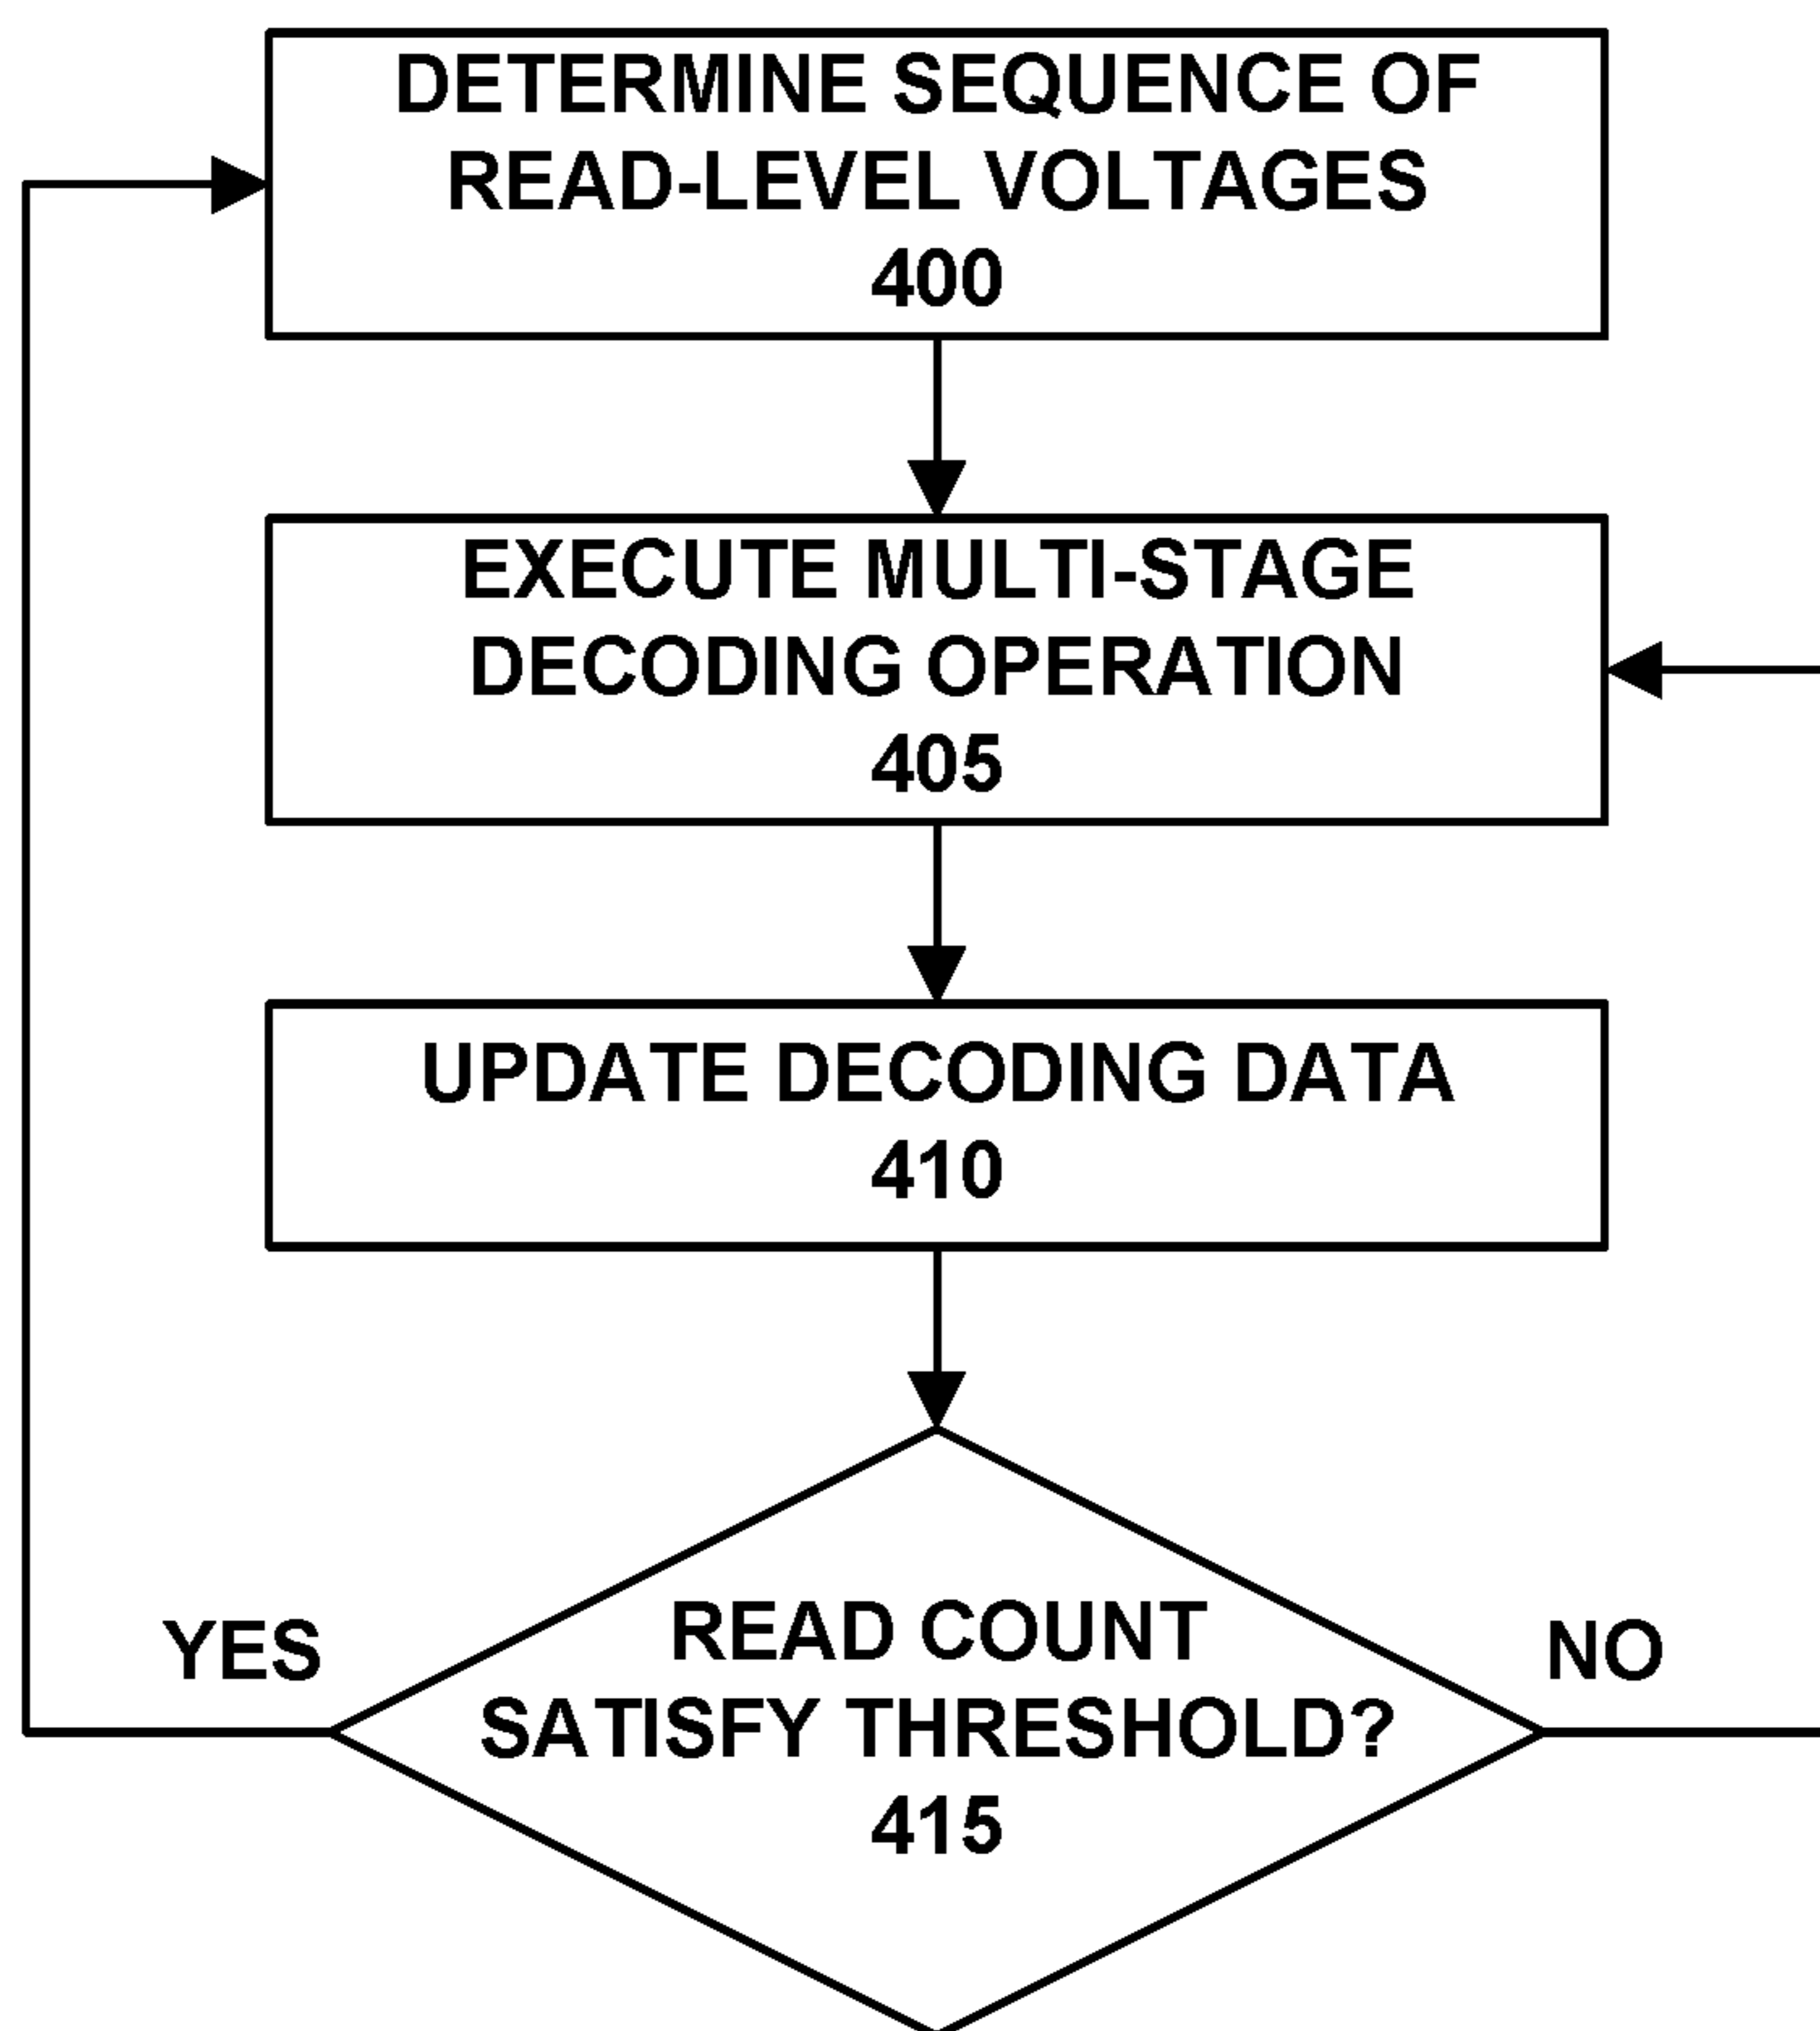 DETERMINE SEQUENCE OF
READ-LEVEL VOLTAGES
400
EXECUTE MULTI-STAGE
DECODING OPERATION
405
UPDATE DECODING DATA
410
READ COUNT
SATISFY THRESHOLD?
415
YES
NO